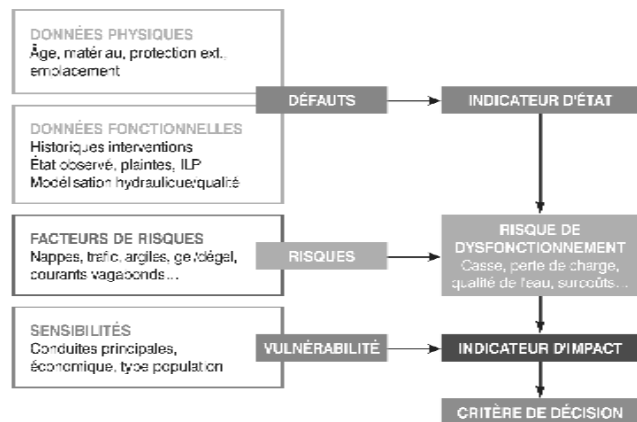 DONNÉES PHYSIQUES
Âge, matériau, protection ext.,
emplacement
DÉFAUTS
INDICATEUR D'ÉTAT
DONNÉES FONCTIONNELLES
Historiques interventions
État observé, plaintes, ILP
Modélisation hydraulique/qualité
FACTEURS DE RISQUES
Nappes, trafic, argiles, gel/dégel,
courants vagabonds…
RISQUES
RISQUE DE
DYSFONCTIONNEMENT
Casse, perte de charge,
qualité de l'eau, surcoûts…
SENSIBILITÉS
Conduites principales,
économique, type population
VULNÉRABILITÉ
INDICATEUR D'IMPACT
CRITÈRE DE DÉCISION